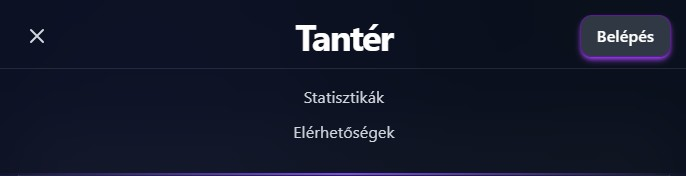 Tantér
Belépés
Statisztikák
Elérhetőségek